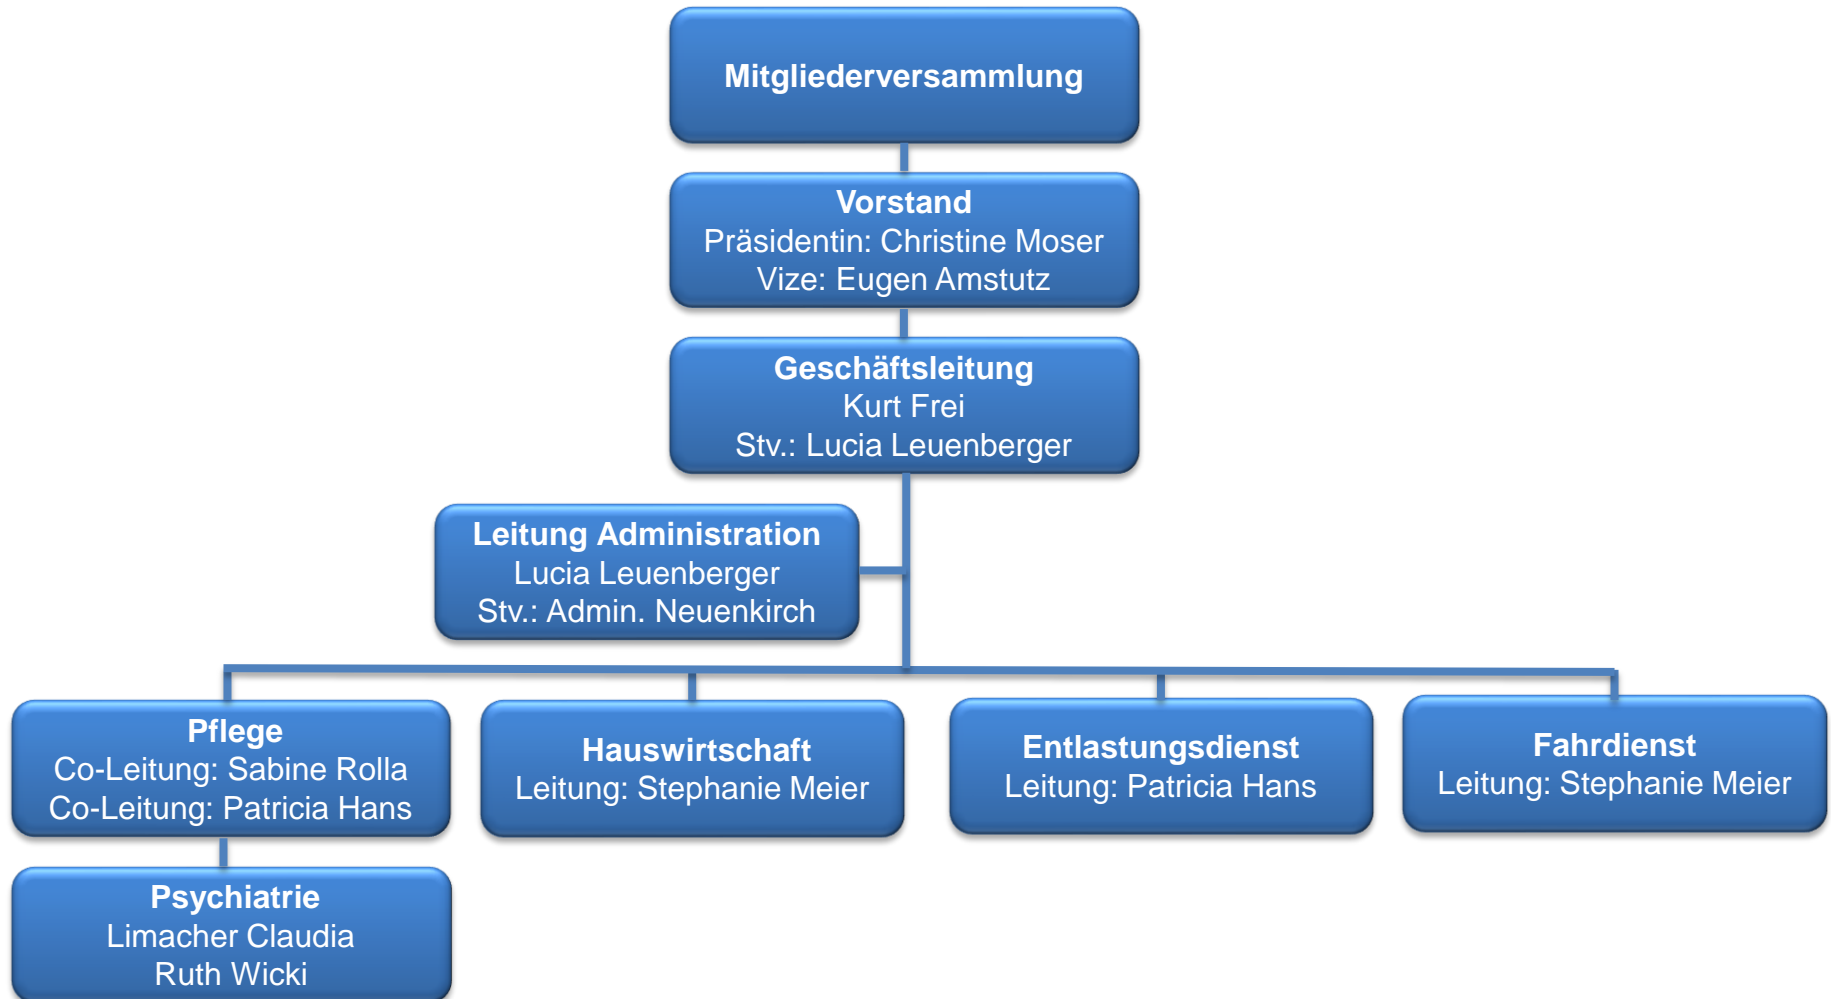 Mitgliederversammlung
Vorstand
Präsidentin: Christine Moser
Vize: Eugen Amstutz
Geschäftsleitung
Kurt Frei
Stv.: Lucia Leuenberger
Leitung Administration
Lucia Leuenberger
Stv.: Admin. Neuenkirch
Pflege
Co-Leitung: Sabine Rolla
Co-Leitung: Patricia Hans
Hauswirtschaft
Leitung: Stephanie Meier
Entlastungsdienst
Leitung: Patricia Hans
Fahrdienst
Leitung: Stephanie Meier
Psychiatrie
Limacher Claudia
Ruth Wicki